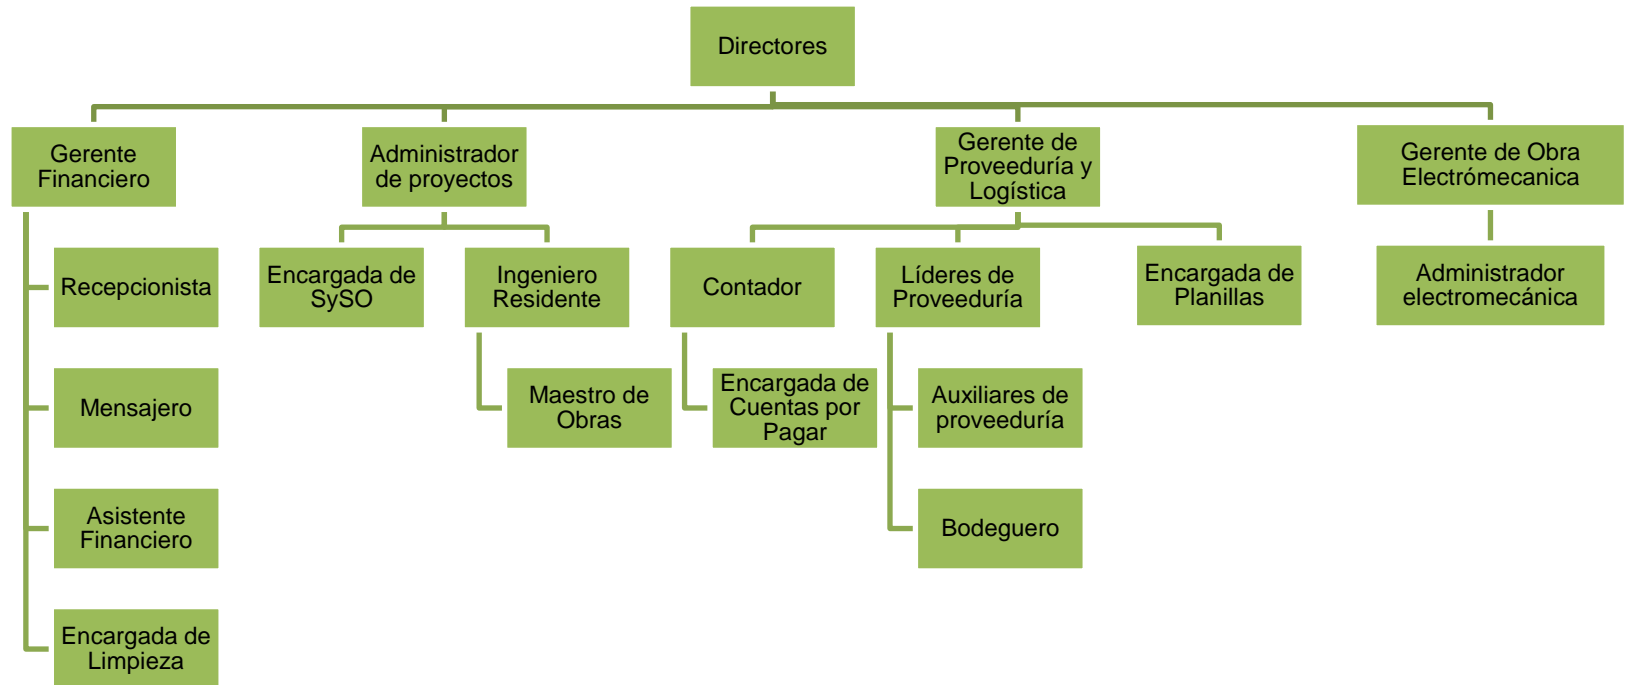 Directores
Gerente
Financiero
Administrador
de proyectos
Gerente de
Proveeduría y
Logística
Gerente de Obra
Electrómecanica
Recepcionista
Encargada de
SySO
Ingeniero
Residente
Contador
Líderes de
Proveeduría
Encargada de
Planillas
Administrador
electromecánica
Mensajero
Maestro de
Obras
Encargada de
Cuentas por
Pagar
Auxiliares de
proveeduría
Asistente
Financiero
Bodeguero
Encargada de
Limpieza